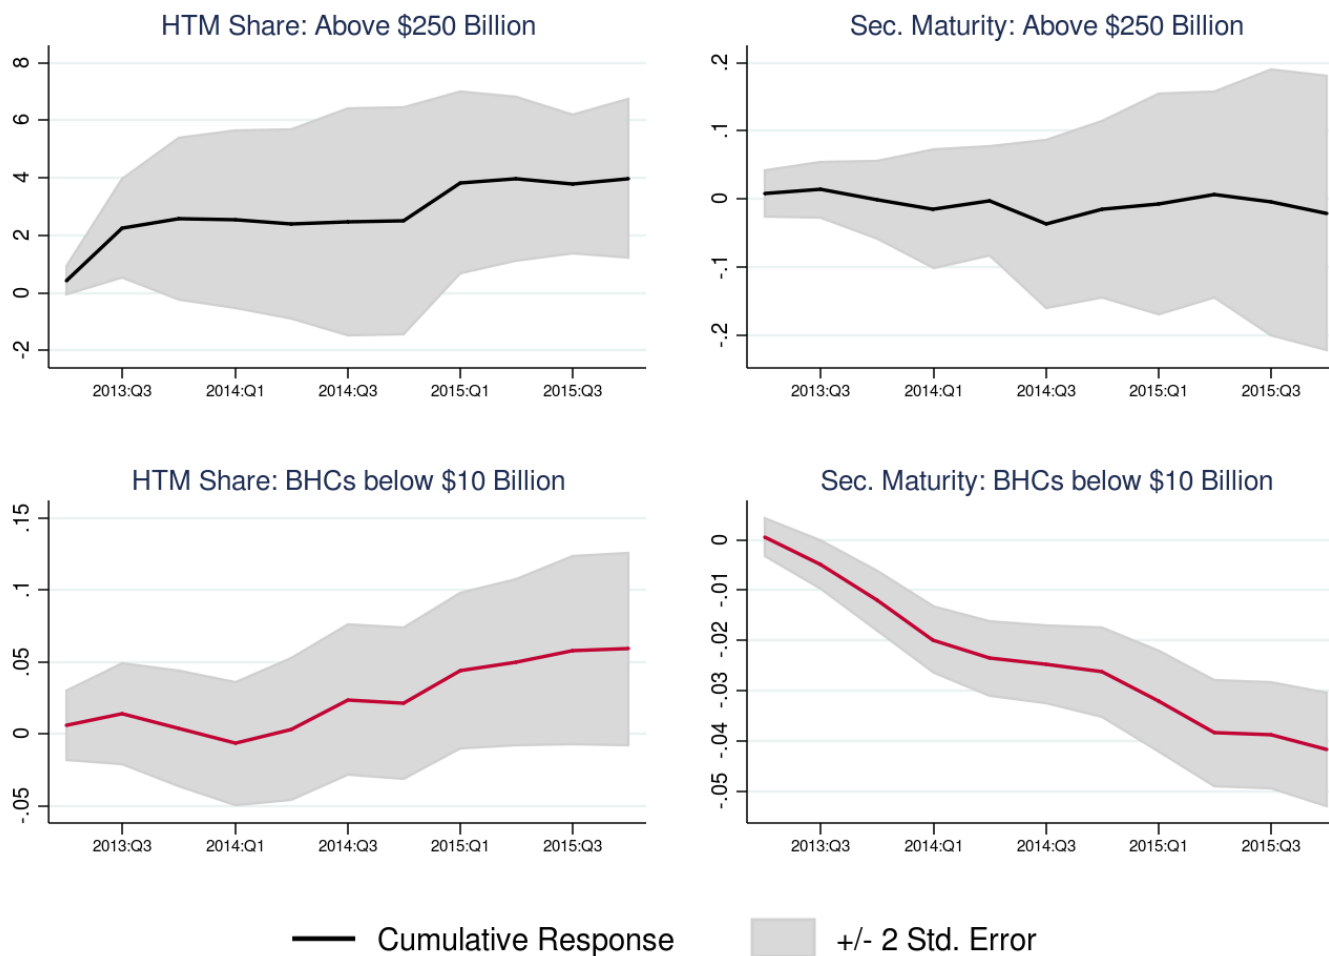 HTM Share: Above $250 Billion
8
6
4
2
0
-2
2013:Q3 2014:Q1 2014:Q3 2015:Q1 2015:Q3
Sec. Maturity: Above $250 Billion
.2
.1
0
-.1
-.2
2013:Q3 2014:Q1 2014:Q3 2015:Q1 2015:Q3
HTM Share: BHCs below $10 Billion
.15
.1
.05
0
-.05
2013:Q3 2014:Q1 2014:Q3 2015:Q1 2015:Q3
Sec. Maturity: BHCs below $10 Billion
0
-.01
-.02
-.03
-.04
-.05
2013:Q3 2014:Q1 2014:Q3 2015:Q1 2015:Q3
Cumulative Response
+/- 2 Std. Error